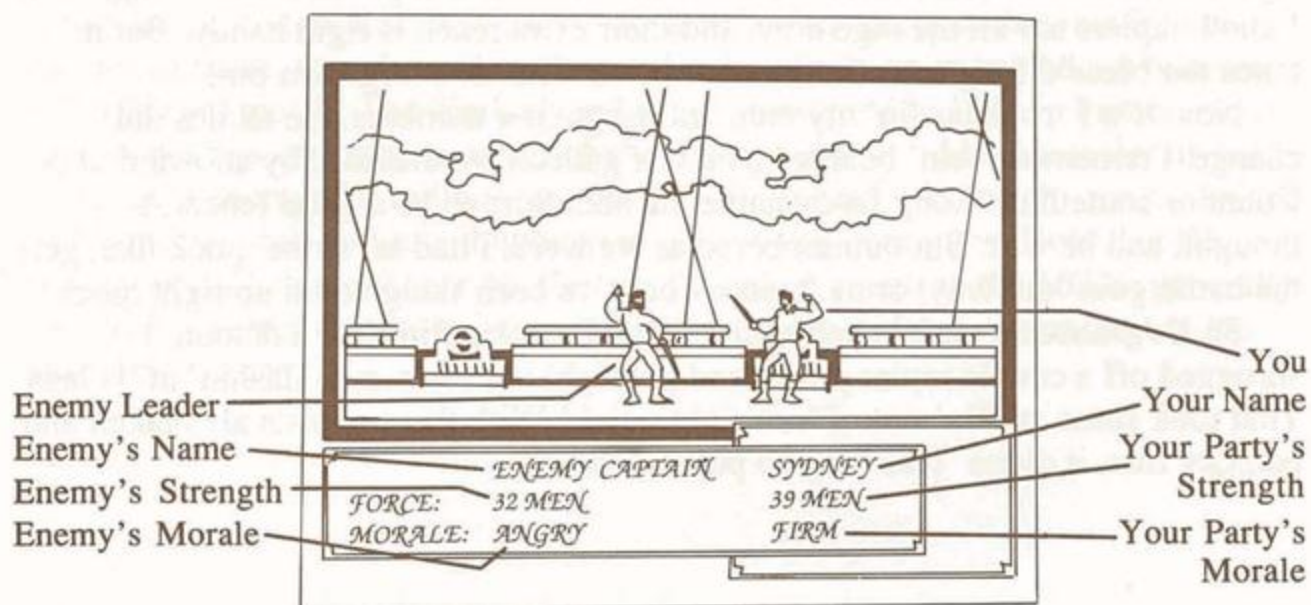 You
Enemy Leader
Your Name
Enemy's Name
ENEMY CAPTAIN SYDNEY
Your Party's
Strength
Enemy's Strength
FORCE: 32 MEN 39 MEN
Enemy's Morale
MORALE: ANGRY FIRM
Your Party's
Morale